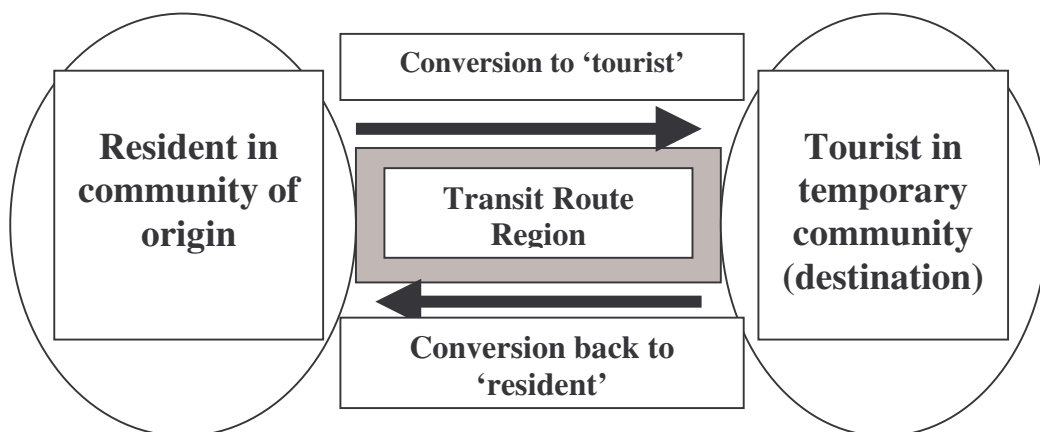 Conversion to ‘tourist’
Resident in
community of
origin
Transit Route
Region
Tourist in
temporary
community
(destination)
Conversion back to
‘resident’